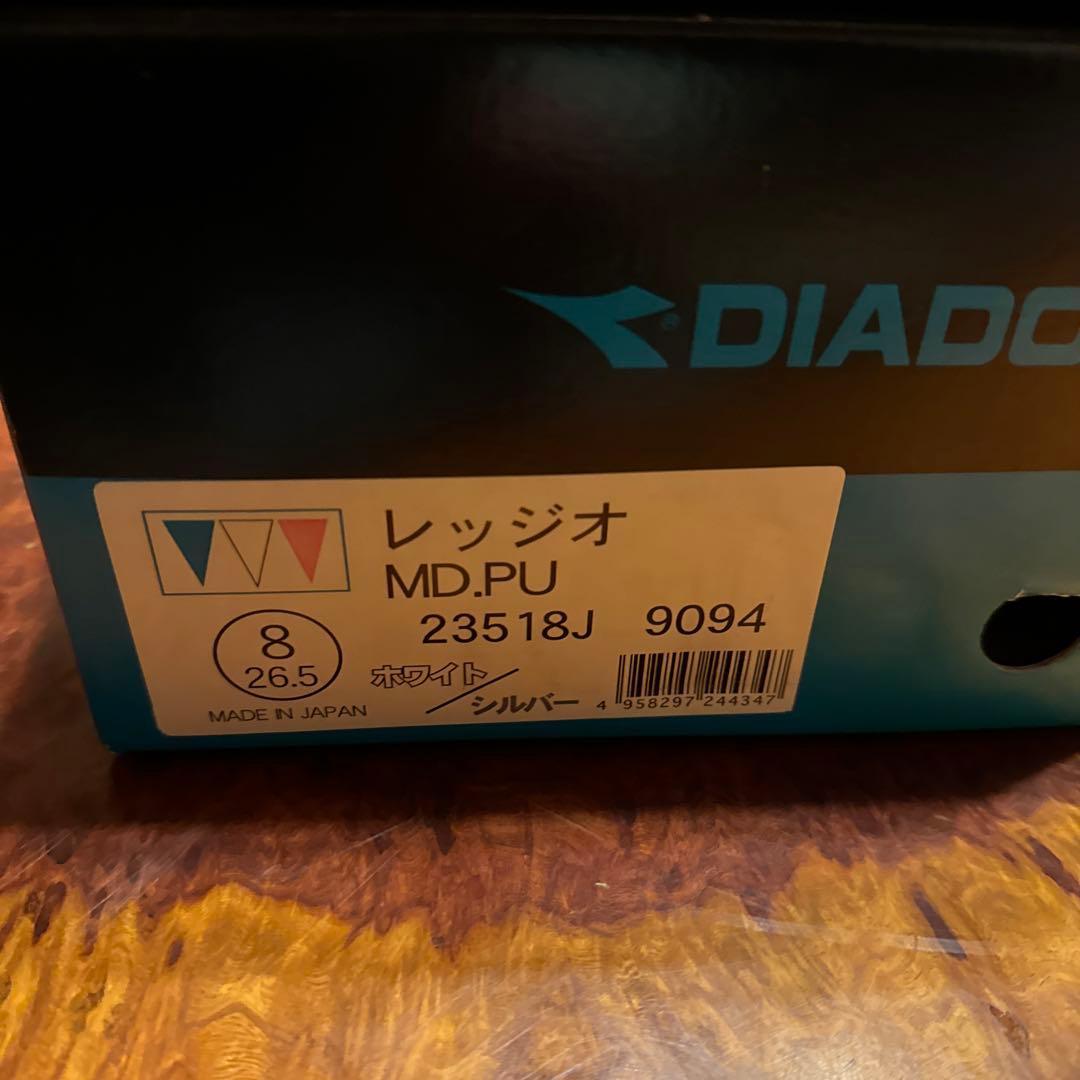 ® DIADO
レッジオ
MD.PU
23518J 9094
8
26.5
ホワイト/
シルバー
4 958297 244347
MADE IN JAPAN